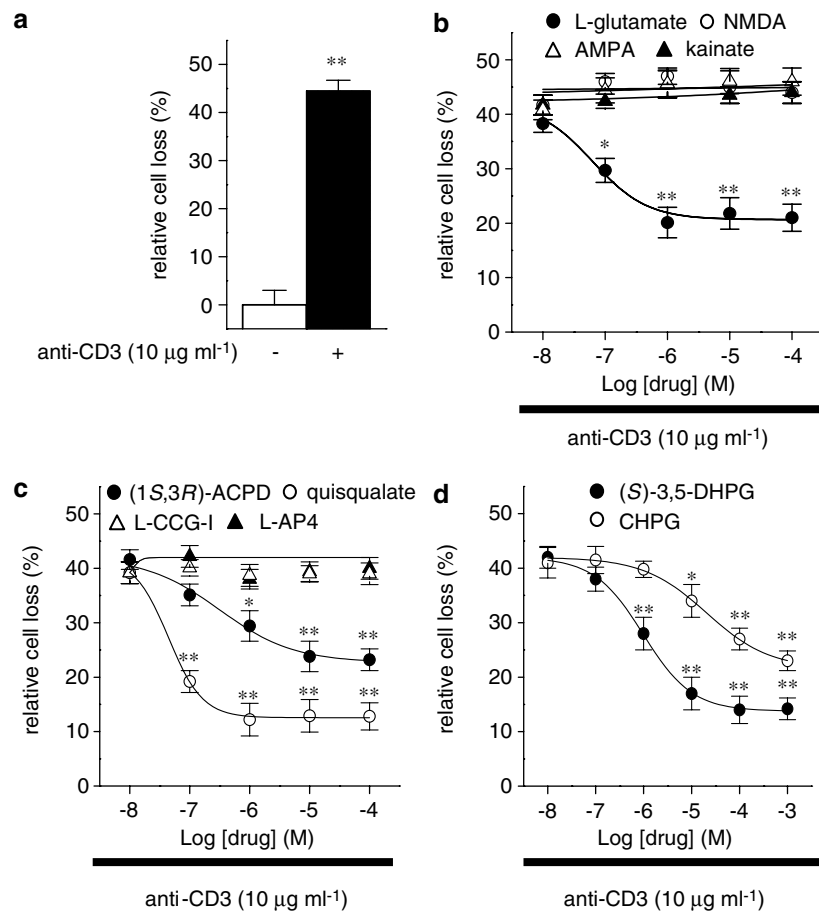 a
relative cell loss (%)
50
40
30
20
10
0
**
anti-CD3 (10 μg ml⁻¹) - +
b
L-glutamate NMDA
AMPA kainate
relative cell loss (%)
50
40
30
20
10
0
* ** ** **
-8 -7 -6 -5 -4
Log [drug] (M)
anti-CD3 (10 μg ml⁻¹)
c
(1S,3R)-ACPD quisqualate
L-CCG-I L-AP4
relative cell loss (%)
50
40
30
20
10
0
* ** **
** ** ** **
-8 -7 -6 -5 -4
Log [drug] (M)
anti-CD3 (10 μg ml⁻¹)
d
(S)-3,5-DHPG
CHPG
relative cell loss (%)
50
40
30
20
10
0
* ** **
** ** ** **
-8 -7 -6 -5 -4 -3
Log [drug] (M)
anti-CD3 (10 μg ml⁻¹)